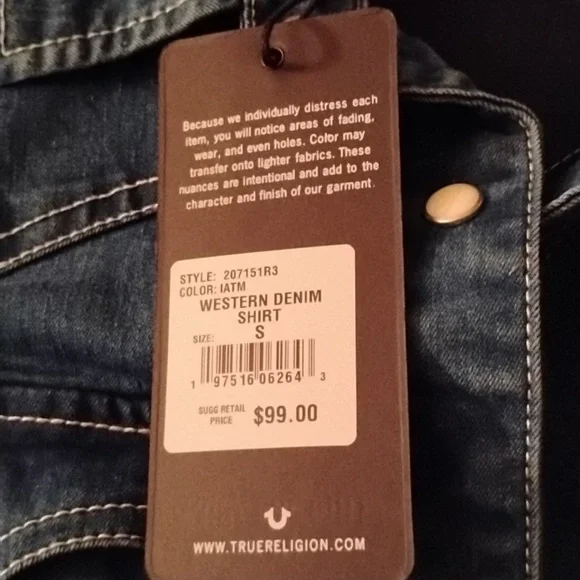 Because we individually distress each
item, you will notice areas of fading,
wear, and even holes. Color may
transfer onto lighter fabrics. These
nuances are intentional and add to the
character and finish of our garment.
STYLE: 207151R3
COLOR: IATM
WESTERN DENIM
SHIRT
SIZE: S
1 97516 06264 3
SUGG RETAIL
PRICE $99.00
WWW.TRUERELIGION.COM